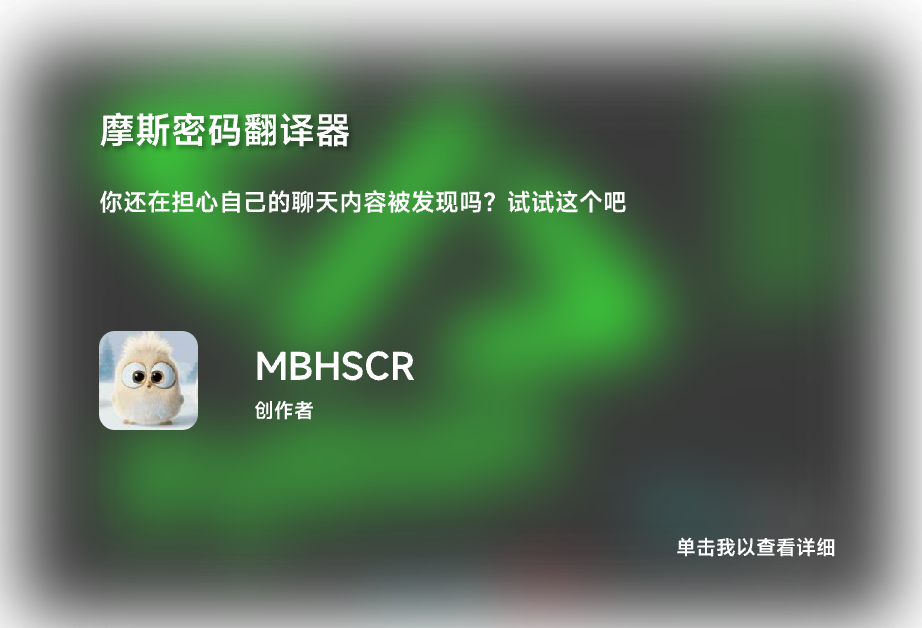 摩斯密码翻译器
你还在担心自己的聊天内容被发现吗？试试这个吧
MBHSCR
创作者
单击我以查看详细